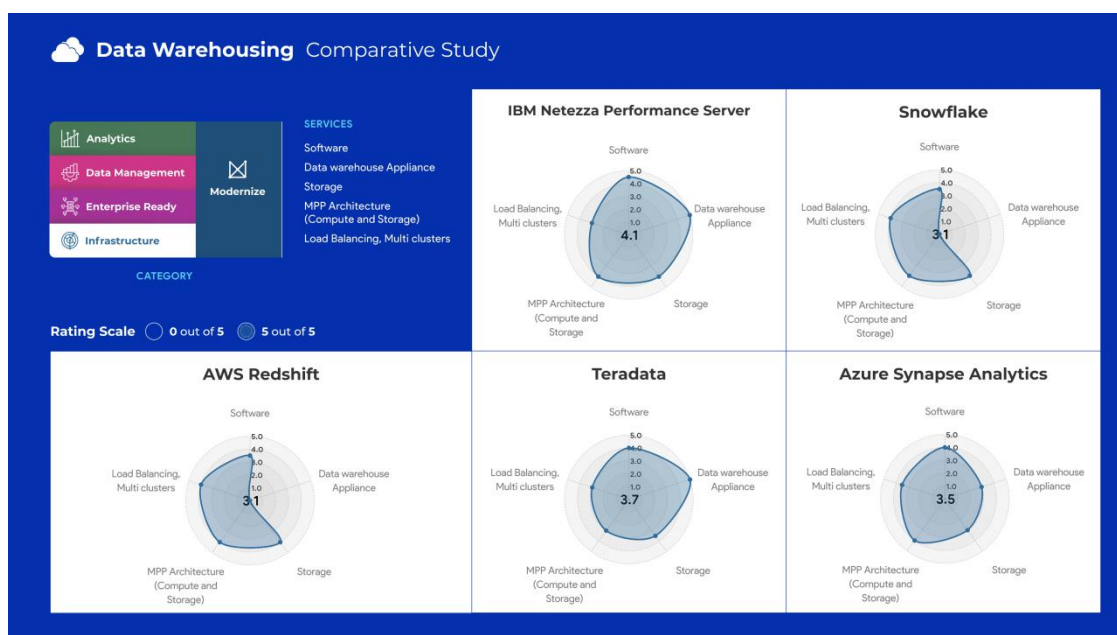 Data Warehousing Comparative Study
Analytics
Data Management
Enterprise Ready
Infrastructure
Modernize
CATEGORY
SERVICES
Software
Data warehouse Appliance
Storage
MPP Architecture
(Compute and Storage)
Load Balancing, Multi clusters
Rating Scale 0 out of 5 5 out of 5
IBM Netezza Performance Server
Software
5.0
4.0
3.0
2.0
1.0
4.1
Load Balancing,
Multi clusters
Data warehouse
Appliance
MPP Architecture
(Compute and
Storage
Storage
Snowflake
Software
5.0
4.0
3.0
2.0
1.0
3.1
Load Balancing,
Multi clusters
Data warehouse
Appliance
MPP Architecture
(Compute and
Storage)
Storage
AWS Redshift
Software
5.0
4.0
3.0
2.0
1.0
3.1
Load Balancing,
Multi clusters
Data warehouse
Appliance
MPP Architecture
(Compute and
Storage)
Storage
Teradata
Software
5.0
4.0
3.0
2.0
1.0
3.7
Load Balancing,
Multi clusters
Data warehouse
Appliance
MPP Architecture
(Compute and
Storage)
Storage
Azure Synapse Analytics
Software
5.0
4.0
3.0
2.0
1.0
3.5
Load Balancing,
Multi clusters
Data warehouse
Appliance
MPP Architecture
(Compute and
Storage)
Storage